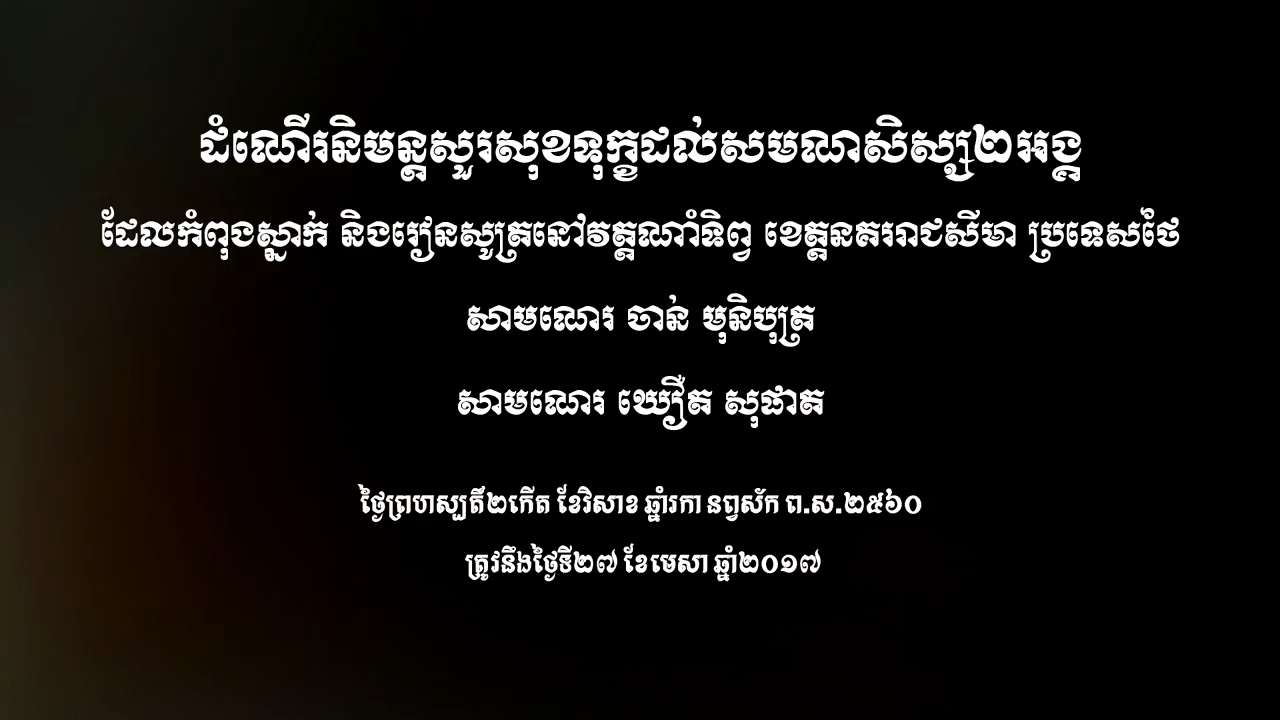 ដំណើរនិមន្តសួរសុខទុក្ខដល់សមណសិស្ស២អង្គ
ដែលកំពុងស្នាក់ និងរៀនសូត្រនៅវត្តណាំទិព្វ ខេត្តនគររាជសីមា ប្រទេសថៃ
សាមណេរ ចាន់ មុនិបុត្រ
សាមណេរ ឃឿត សុផាត
ថ្ងៃព្រហស្បតិ៍២កើត ខែវិសាខ ឆ្នាំរកា នព្វស័ក ព.ស.២៥៦០
ត្រូវនឹងថ្ងៃទី២៧ ខែមេសា ឆ្នាំ២០១៧